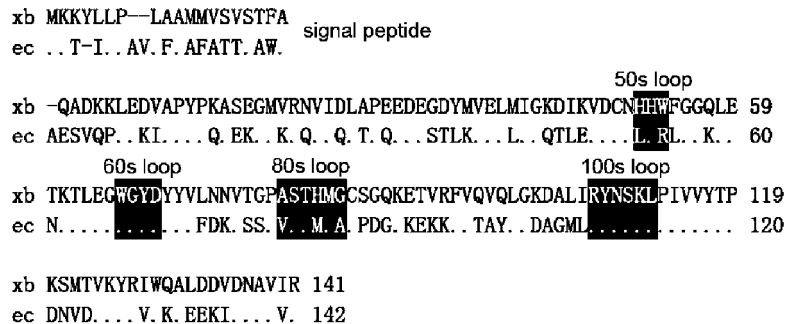 xb MKKYLLP--LAAMMVSVSTFA
signal peptide
ec ..T-I..AV.F.AFATT.AW.
50s loop
xb -QADKKLEDVAPYPKASEGMVRNVIDLAPEEDEGDYMVELMIGKDIKVDCNHHWFGGQLE 59
ec AESVQP..KI....Q.EK..K.Q..Q.T.Q...STLK...L..QTLE....L.RL..K.. 60
60s loop 80s loop 100s loop
xb TKTLEGWGYDYYVLNNVTGPASTHMGCSGQKETVRFVQVQLGKDALIRYNSKLPIVVYTP 119
ec N............FDK.SS.V..M.A.PDG.KEKK..TAY..DAGML............. 120
xb KSMTVKYRIWQALDDVDNAVIR 141
ec DNVD....V.K.EEKI....V. 142